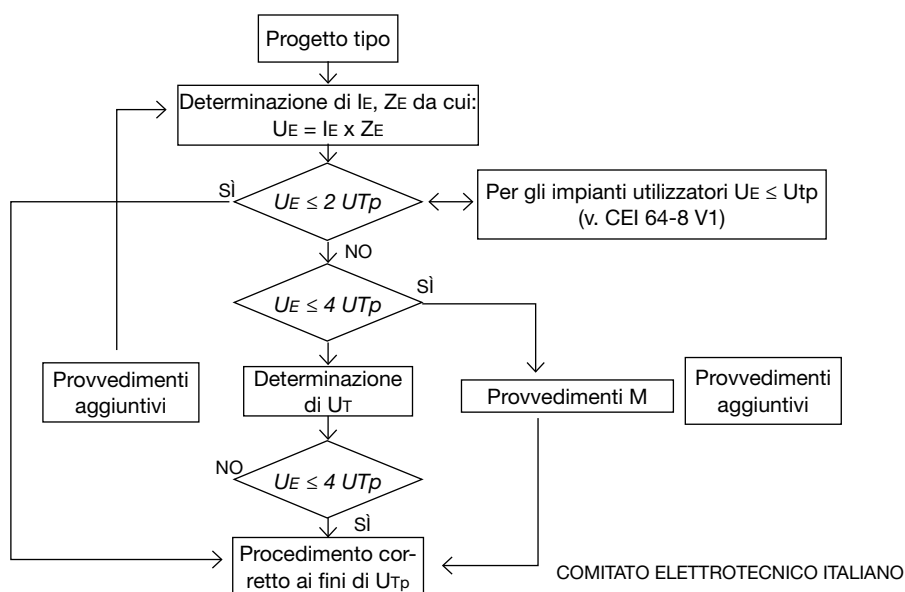 Progetto tipo
Determinazione di IE, ZE da cui:
UE = IE x ZE
SÌ
UE ≤ 2 UTp
Per gli impianti utilizzatori UE ≤ Utp
(v. CEI 64-8 V1)
NO
UE ≤ 4 UTp
SÌ
Provvedimenti
aggiuntivi
Determinazione
di UT
Provvedimenti M
Provvedimenti
aggiuntivi
NO
UE ≤ 4 UTp
SÌ
Procedimento cor-
retto ai fini di UTp
COMITATO ELETTROTECNICO ITALIANO